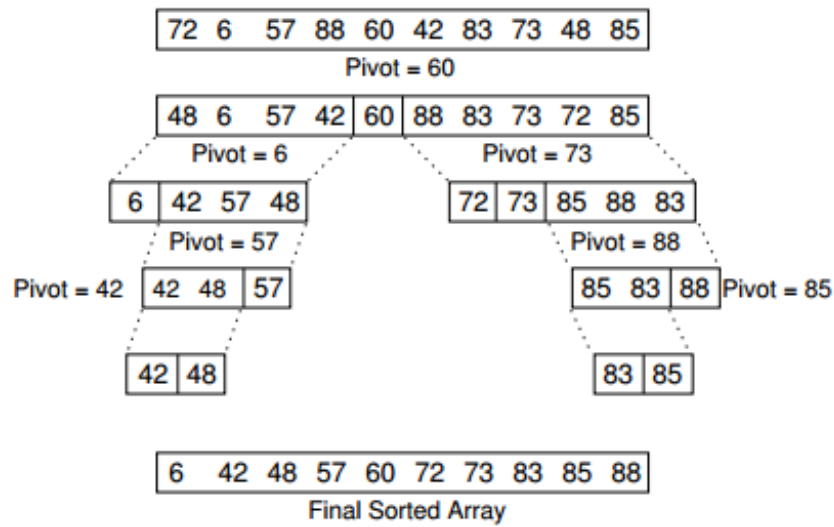 72 6 57 88 60 42 83 73 48 85
Pivot = 60
48 6 57 42 60 88 83 73 72 85
Pivot = 6 Pivot = 73
6 42 57 48 72 73 85 88 83
Pivot = 57 Pivot = 88
Pivot = 42 42 48 57 85 83 88 Pivot = 85
42 48 83 85
6 42 48 57 60 72 73 83 85 88
Final Sorted Array